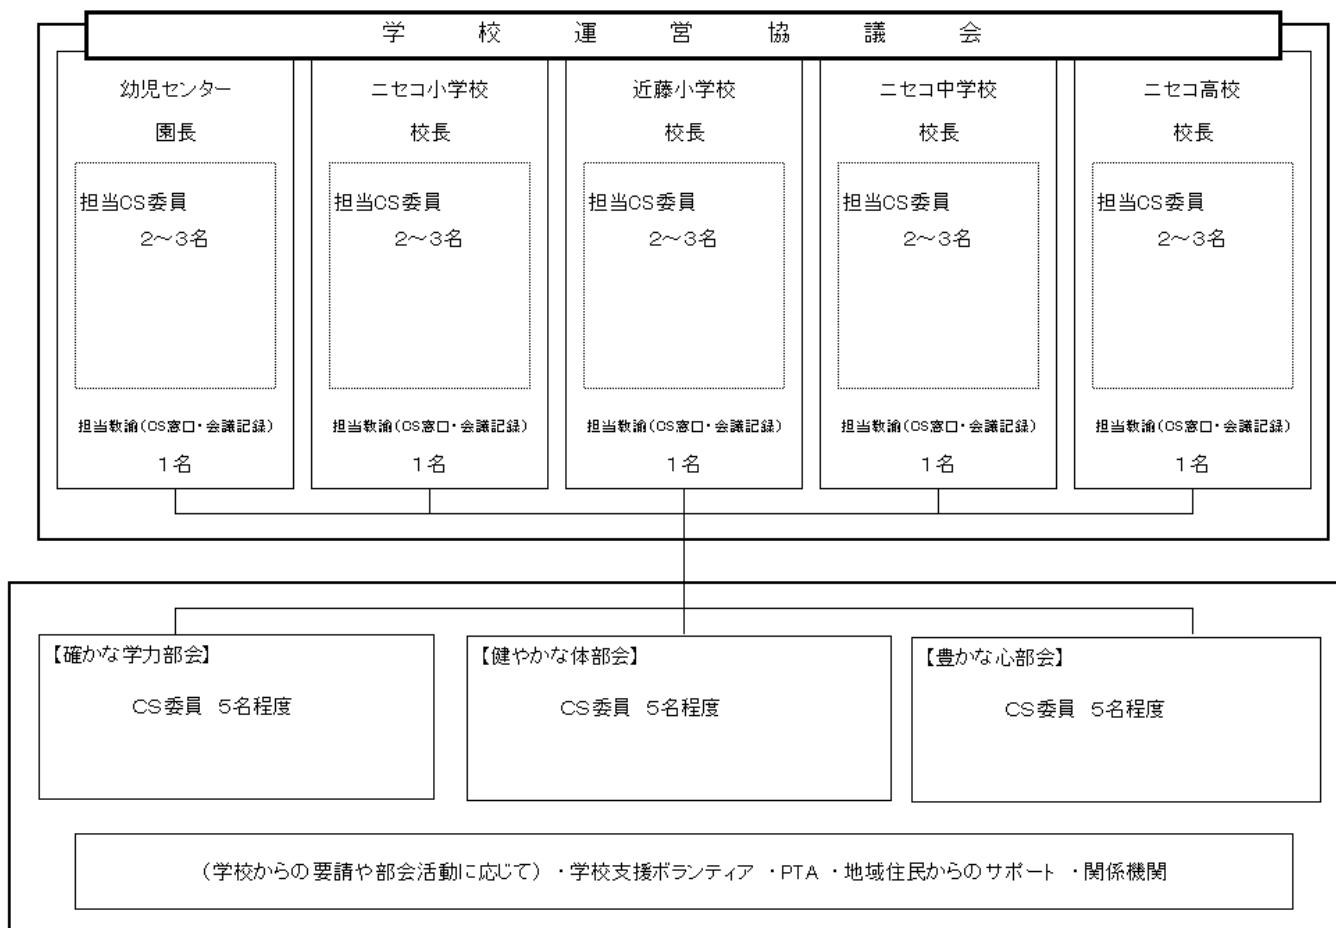 学校運営協議会
幼児センター
園長
担当CS委員
2～3名
担当教諭(CS窓口・会議記録)
1名
ニセコ小学校
校長
担当CS委員
2～3名
担当教諭(CS窓口・会議記録)
1名
近藤小学校
校長
担当CS委員
2～3名
担当教諭(CS窓口・会議記録)
1名
ニセコ中学校
校長
担当CS委員
2～3名
担当教諭(CS窓口・会議記録)
1名
ニセコ高校
校長
担当CS委員
2～3名
担当教諭(CS窓口・会議記録)
1名
【確かな学力部会】
CS委員 5名程度
【健やかな体部会】
CS委員 5名程度
【豊かな心部会】
CS委員 5名程度
(学校からの要請や部会活動に応じて) ・学校支援ボランティア ・PTA ・地域住民からのサポート ・関係機関